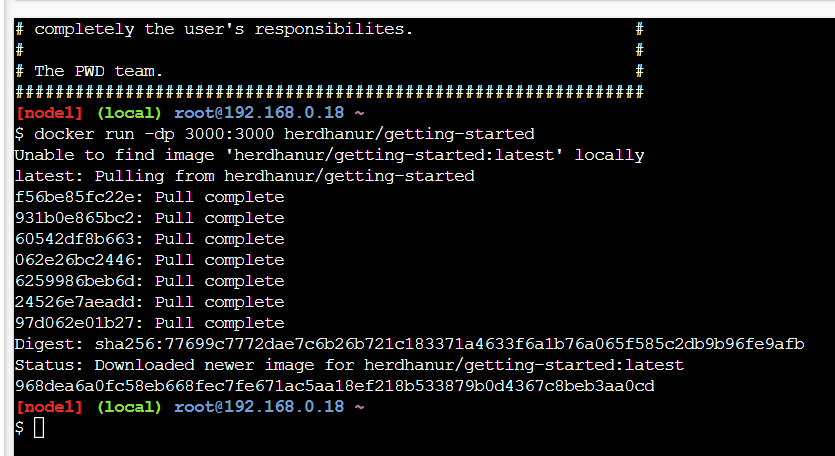 # completely the user's responsibilites. #
# #
# The PWD team. #
###############################################################
[node1] (local) root@192.168.0.18 ~
$ docker run -dp 3000:3000 herdhanur/getting-started
Unable to find image 'herdhanur/getting-started:latest' locally
latest: Pulling from herdhanur/getting-started
f56be85fc22e: Pull complete
931b0e865bc2: Pull complete
60542df8b663: Pull complete
062e26bc2446: Pull complete
6259986beb6d: Pull complete
24526e7aeadd: Pull complete
97d062e01b27: Pull complete
Digest: sha256:77699c7772dae7c6b26b721c183371a4633f6a1b76a065f585c2db9b96fe9afb
Status: Downloaded newer image for herdhanur/getting-started:latest
968dea6a0fc58eb668fec7fe671ac5aa18ef218b533879b0d4367c8beb3aa0cd
[node1] (local) root@192.168.0.18 ~
$